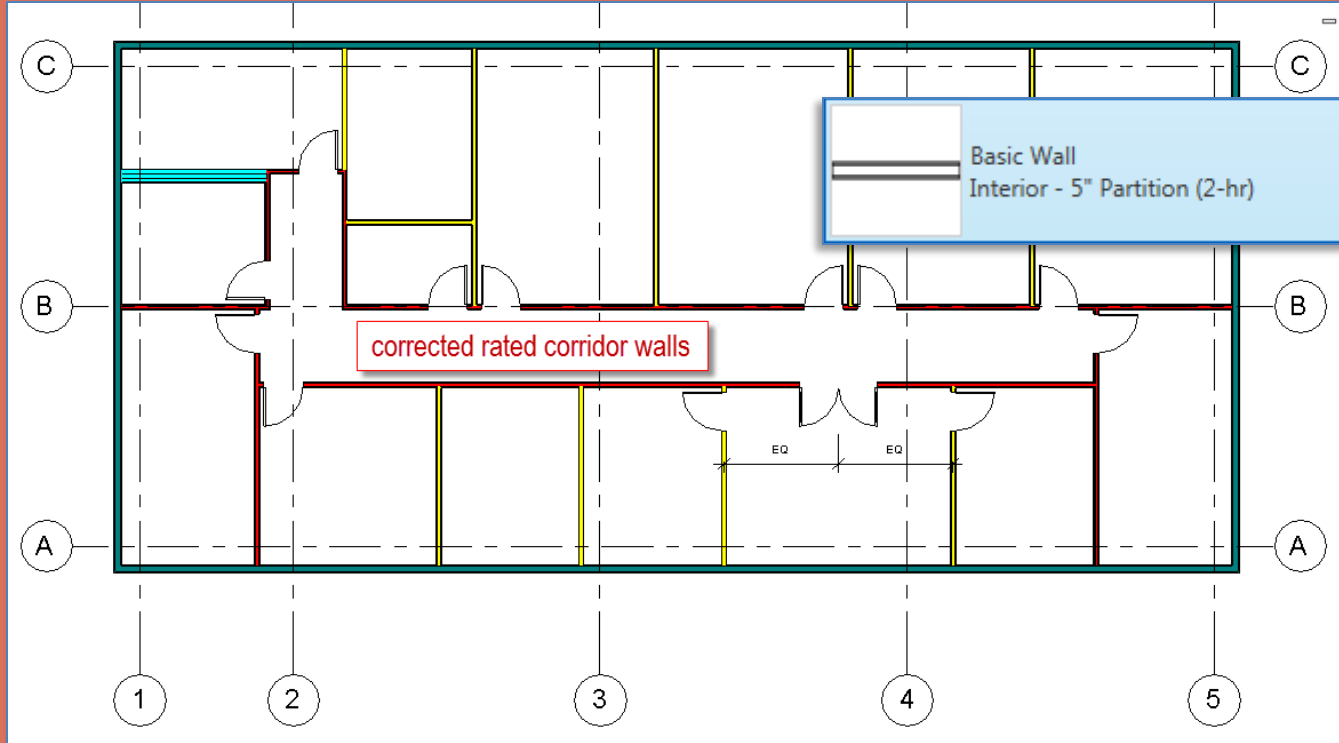 C
C
Basic Wall
Interior - 5" Partition (2-hr)
B
B
corrected rated corridor walls
EQ
EQ
A
A
1
2
3
4
5